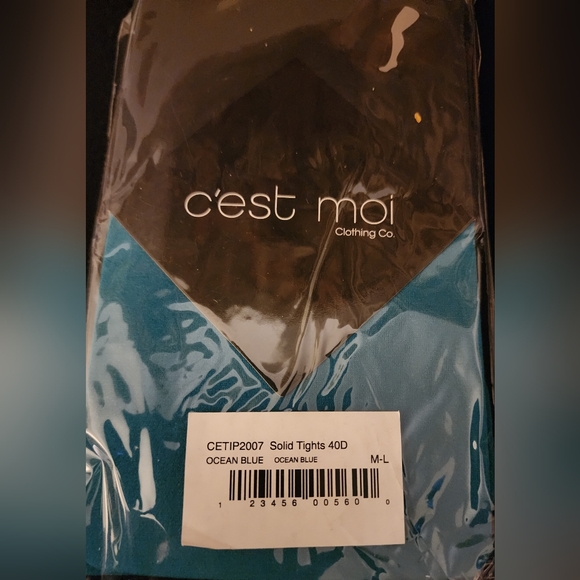 c'est moi
Clothing Co.
CETIP2007 Solid Tights 40D
OCEAN BLUE OCEAN BLUE M-L
1 23456 00560 0